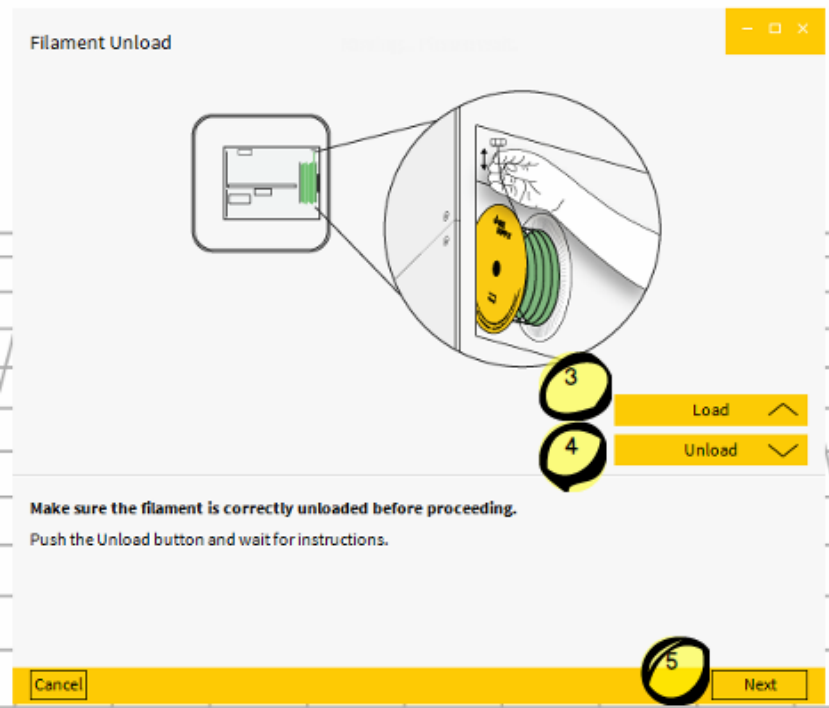 Filament Unload
3
Load
4
Unload
Make sure the filament is correctly unloaded before proceeding.
Push the Unload button and wait for instructions.
5
Cancel
Next